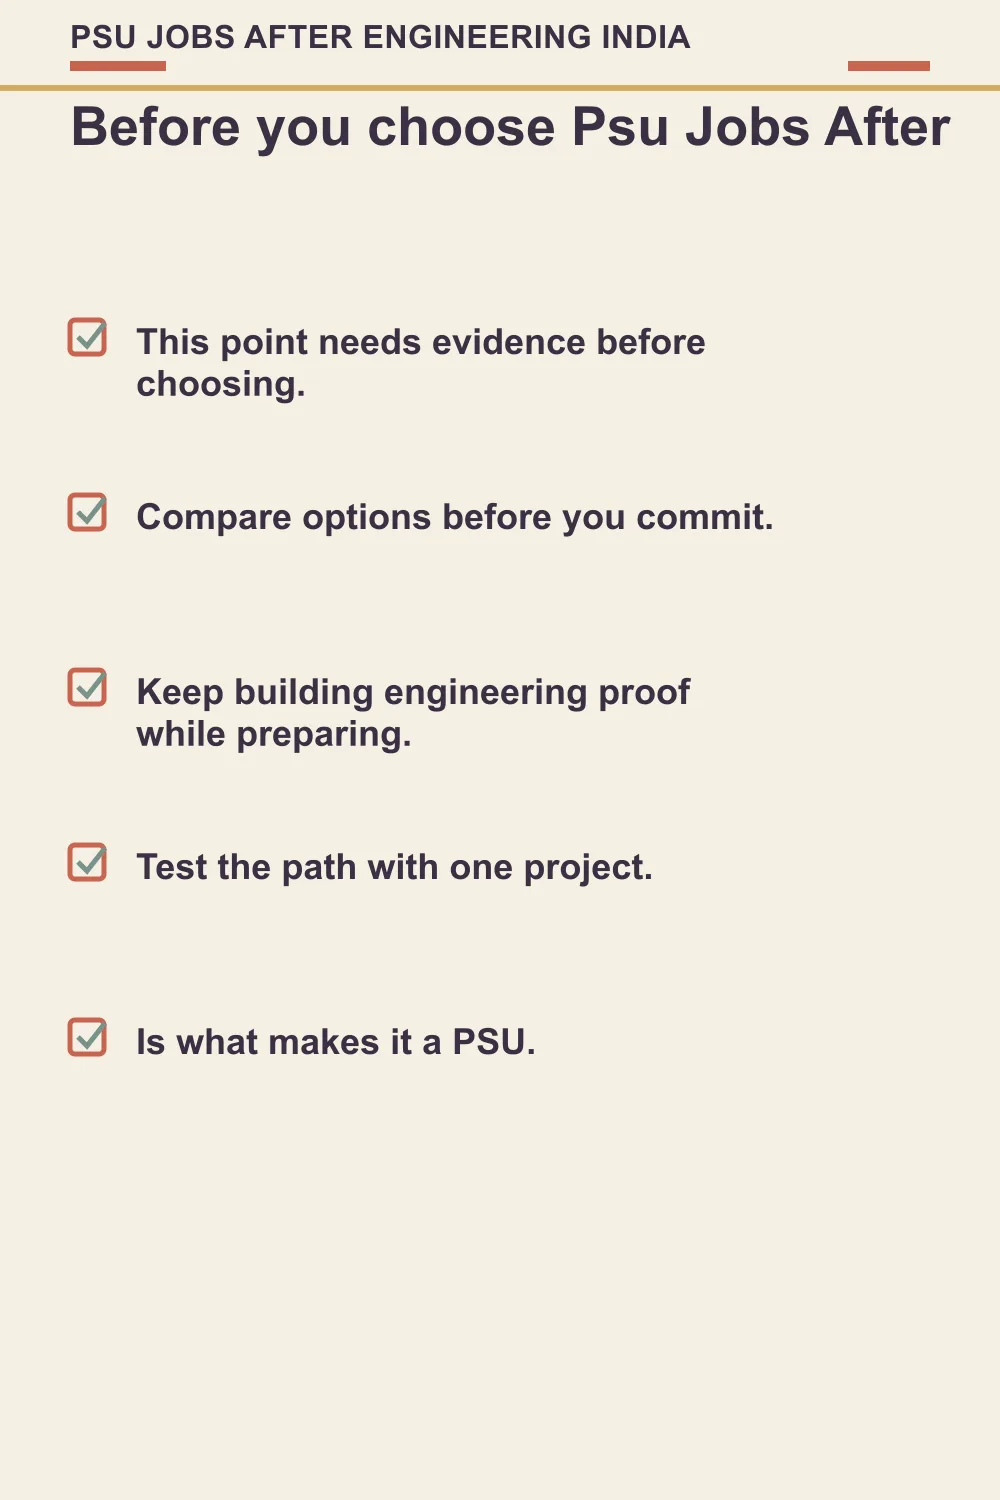 PSU JOBS AFTER ENGINEERING INDIA
Before you choose Psu Jobs After
This point needs evidence before
choosing.
Compare options before you commit.
Keep building engineering proof
while preparing.
Test the path with one project.
Is what makes it a PSU.